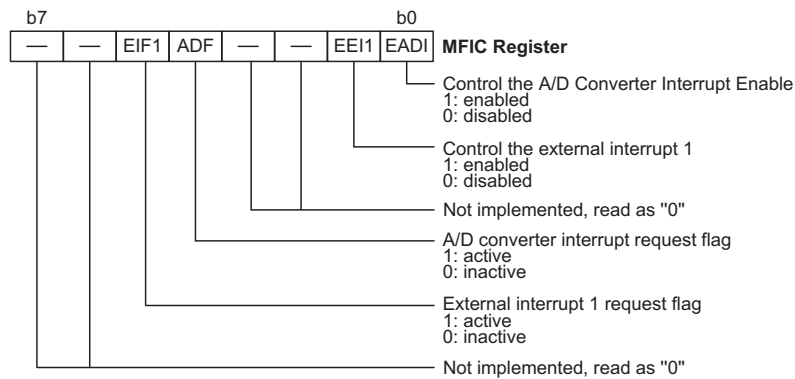 b7 b0
— — EIF1 ADF — — EEI1 EADI MFIC Register
Control the A/D Converter Interrupt Enable
1: enabled
0: disabled
Control the external interrupt 1
1: enabled
0: disabled
Not implemented, read as "0"
A/D converter interrupt request flag
1: active
0: inactive
External interrupt 1 request flag
1: active
0: inactive
Not implemented, read as "0"